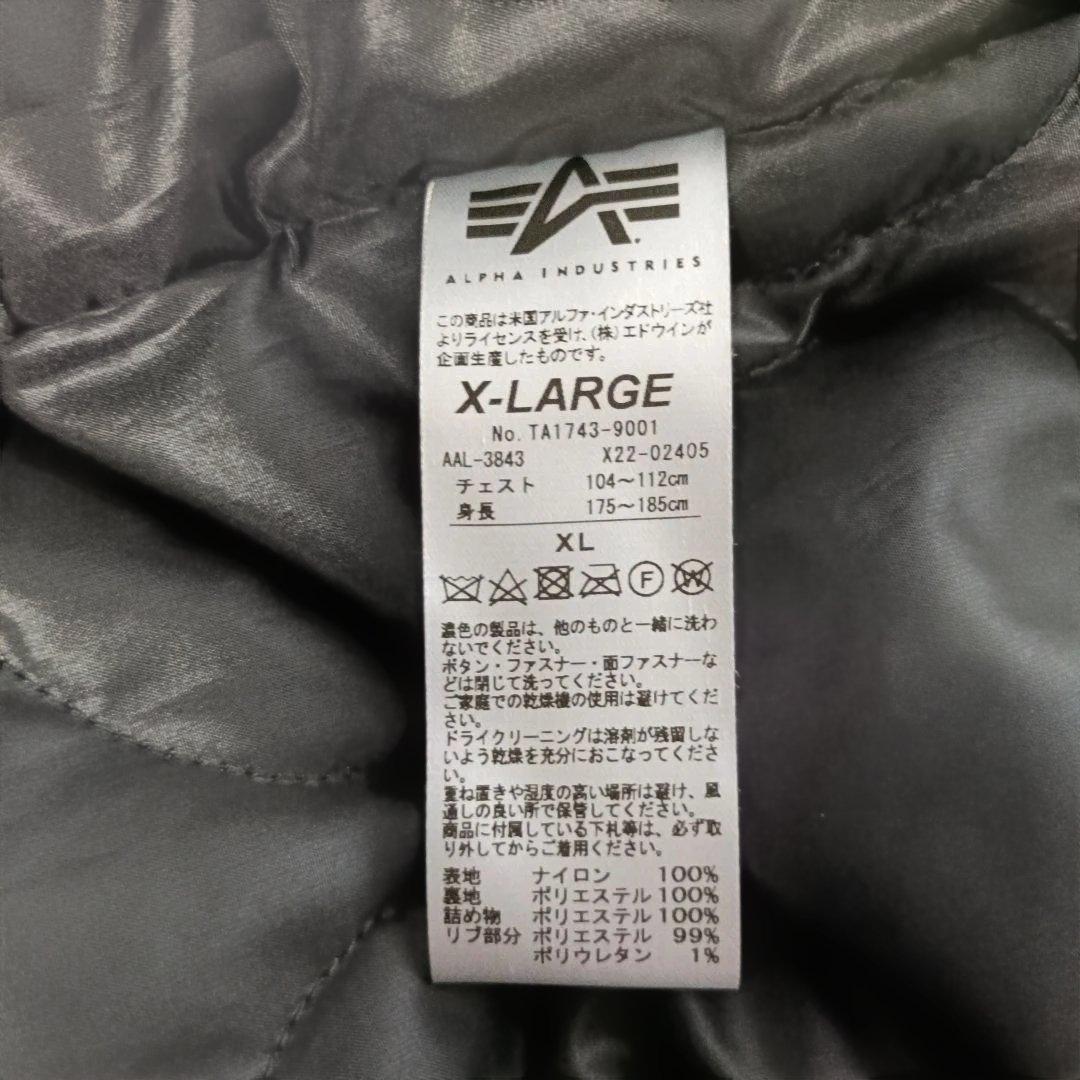 ALPHA INDUSTRIES
この商品は米国アルファ・インダストリーズ社
よりライセンスを受け、(株)エドウインが
企画生産したものです。
X-LARGE
No. TA1743-9001
AAL-3843 X22-02405
チェスト 104～112cm
身長 175～185cm
XL
F W
濃色の製品は、他のものと一緒に洗わ
ないでください。
ボタン・ファスナー・面ファスナーな
どは閉じて洗ってください。
ご家庭での乾燥機の使用は避けてくだ
さい。
ドライクリーニングは溶剤が残留しな
いよう乾燥を充分におこなってくださ
い。
重ね置きや湿度の高い場所は避け、風
通しの良い所で保管してください。
商品に付属している下札等は、必ず取
り外してからご着用ください。
表地 ナイロン 100%
裏地 ポリエステル 100%
詰め物 ポリエステル 100%
リブ部分 ポリエステル 99%
ポリウレタン 1%